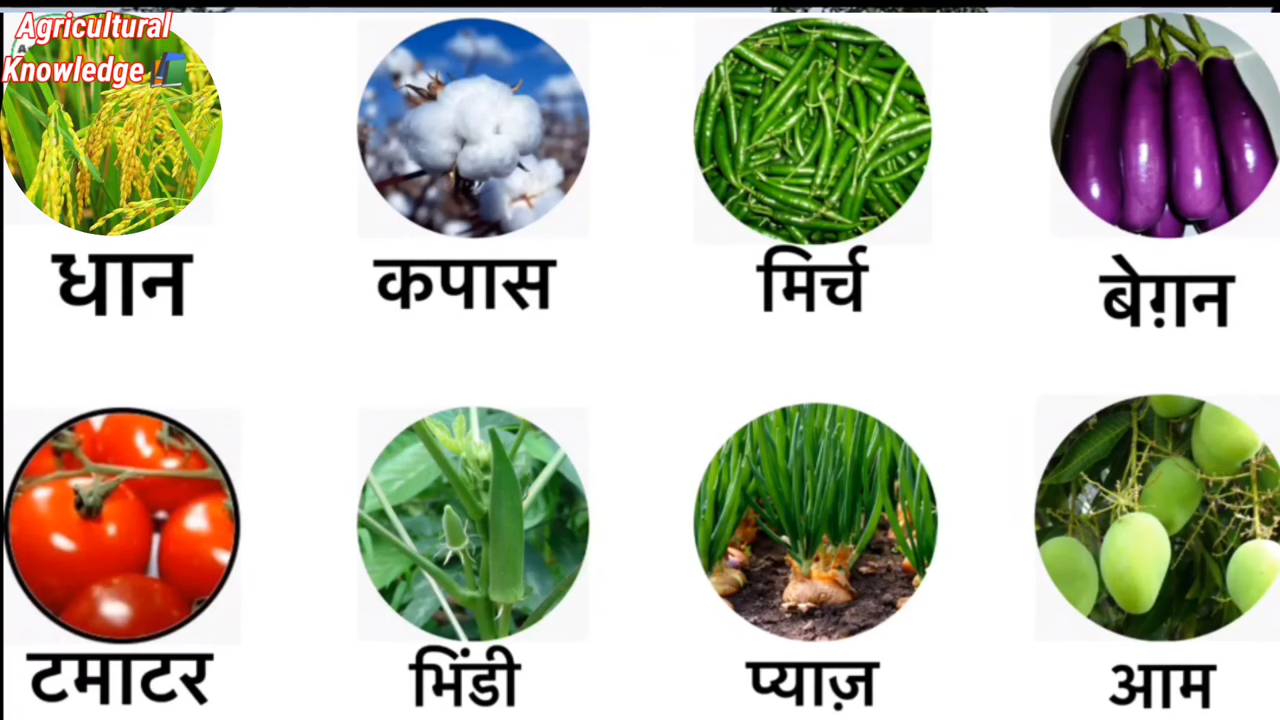 Agricultural
Knowledge
धान
कपास
मिर्च
बेग़न
टमाटर
भिंडी
प्याज़
आम